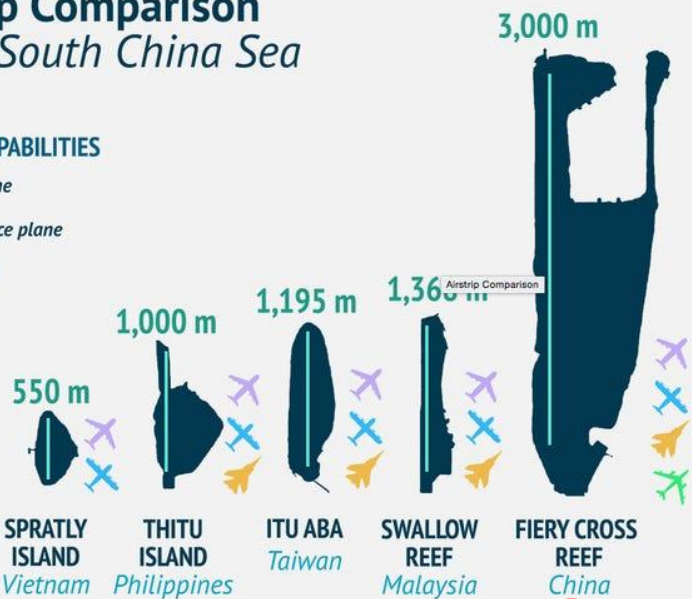 p Comparison
South China Sea
3,000 m
PABILITIES
ne
ce plane
1,195 m
Airstrip Comparison
1,000 m
550 m
SPRATLY
ISLAND
Vietnam
THITU
ISLAND
Philippines
ITU ABA
Taiwan
SWALLOW
REEF
Malaysia
FIERY CROSS
REEF
China